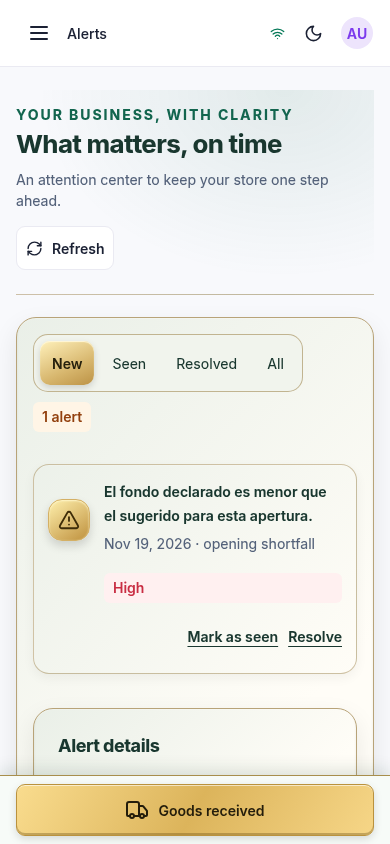 Alerts
AU
YOUR BUSINESS, WITH CLARITY
What matters, on time
An attention center to keep your store one step
ahead.
Refresh
New Seen Resolved All
1 alert
El fondo declarado es menor que
el sugerido para esta apertura.
Nov 19, 2026 · opening shortfall
High
Mark as seen Resolve
Alert details
Goods received